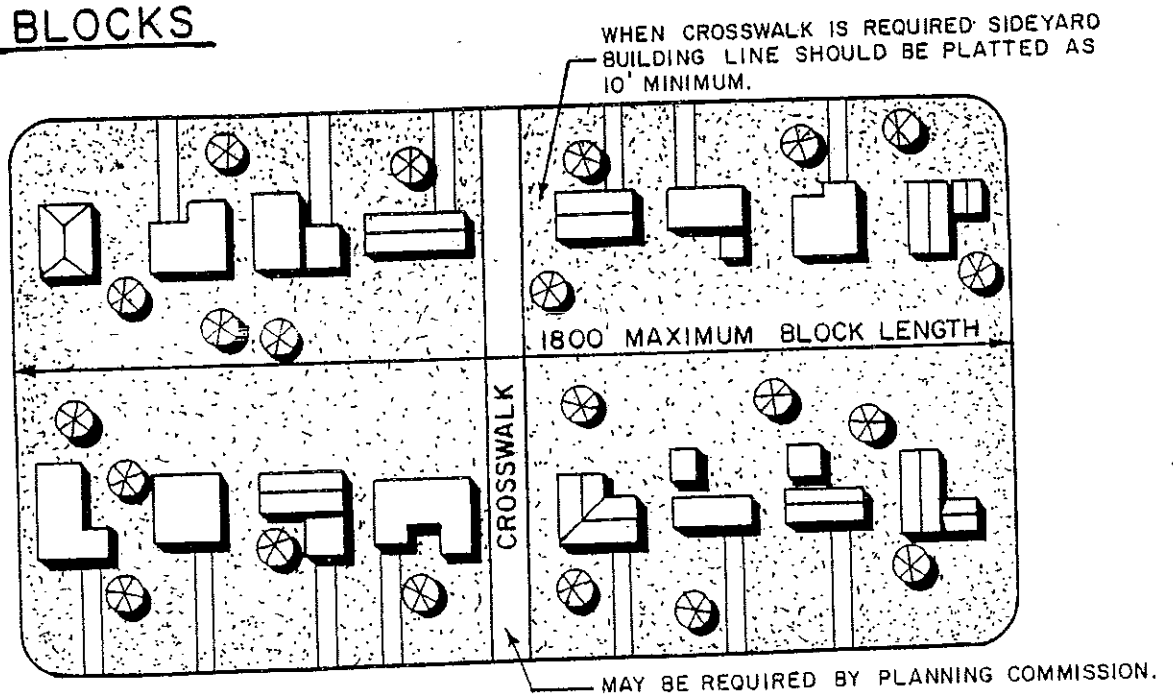 BLOCKS
WHEN CROSSWALK IS REQUIRED SIDEYARD
BUILDING LINE SHOULD BE PLATTED AS
10' MINIMUM.
1800' MAXIMUM BLOCK LENGTH
CROSSWALK
MAY BE REQUIRED BY PLANNING COMMISSION.